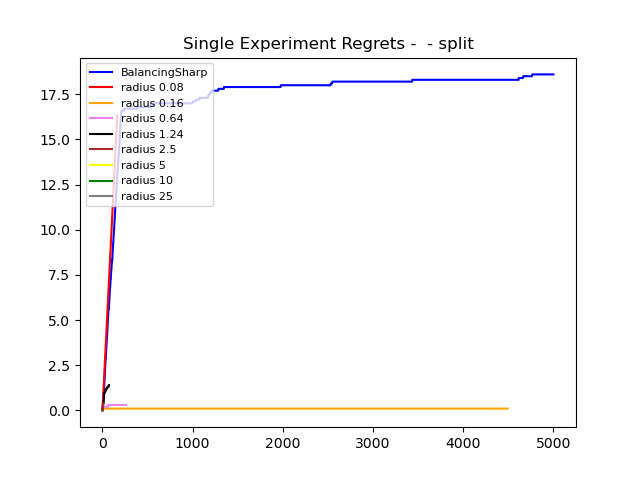 Single Experiment Regrets -  - split
BalancingSharp
radius 0.08
radius 0.16
radius 0.64
radius 1.24
radius 2.5
radius 5
radius 10
radius 25
17.5
15.0
12.5
10.0
7.5
5.0
2.5
0.0
0 1000 2000 3000 4000 5000